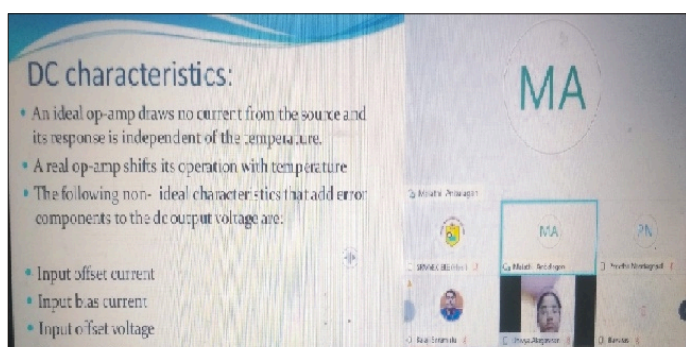 DC characteristics:
• An ideal op-amp draws no current from the source and
its response is independent of the temperature.
• A real op-amp shifts its operation with temperature
• The following non- ideal characteristics that add error
components to the dc output voltage are:
• Input offset current
• Input bias current
• Input offset voltage
MA
MA
PN